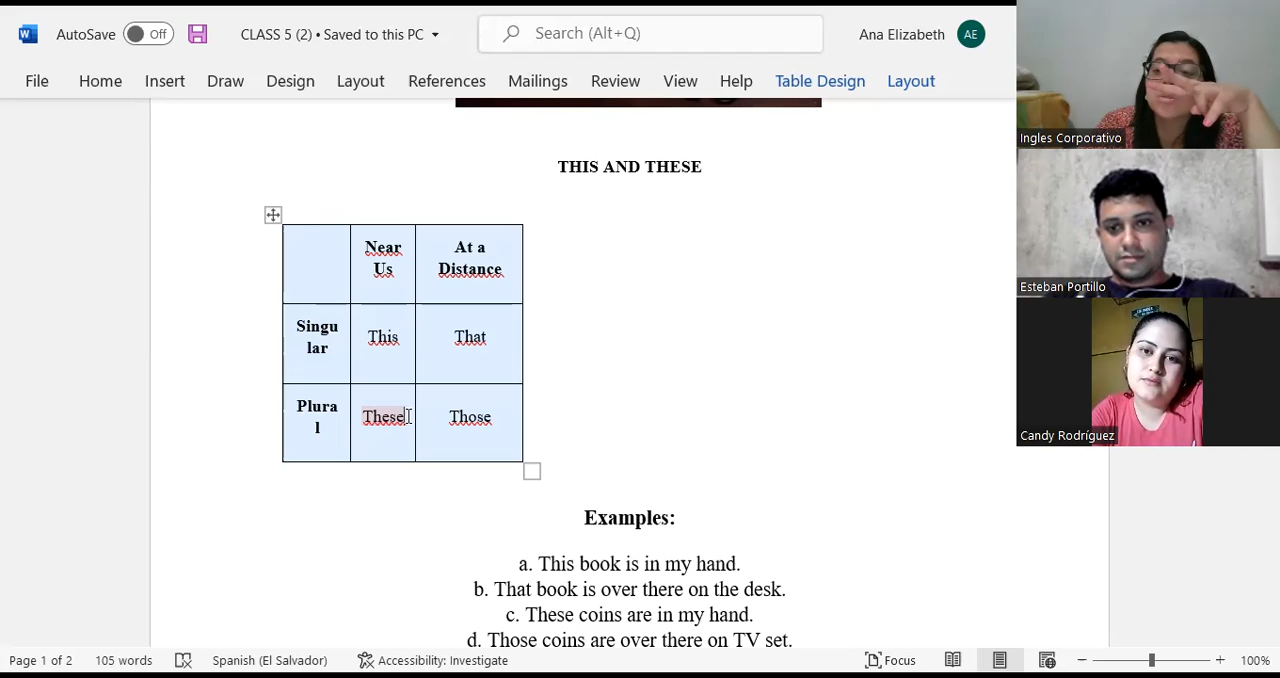 AutoSave Off CLASS 5 (2) • Saved to this PC Search (Alt+Q) Ana Elizabeth AE
File Home Insert Draw Design Layout References Mailings Review View Help Table Design Layout
Ingles Corporativo
THIS AND THESE
Near
Us
At a
Distance
Singu
lar
This
That
Plura
l
These
Those
Esteban Portillo
Candy Rodríguez
Examples:
a. This book is in my hand.
b. That book is over there on the desk.
c. These coins are in my hand.
d. Those coins are over there on TV set.
Page 1 of 2 105 words Spanish (El Salvador) Accessibility: Investigate Focus 100%